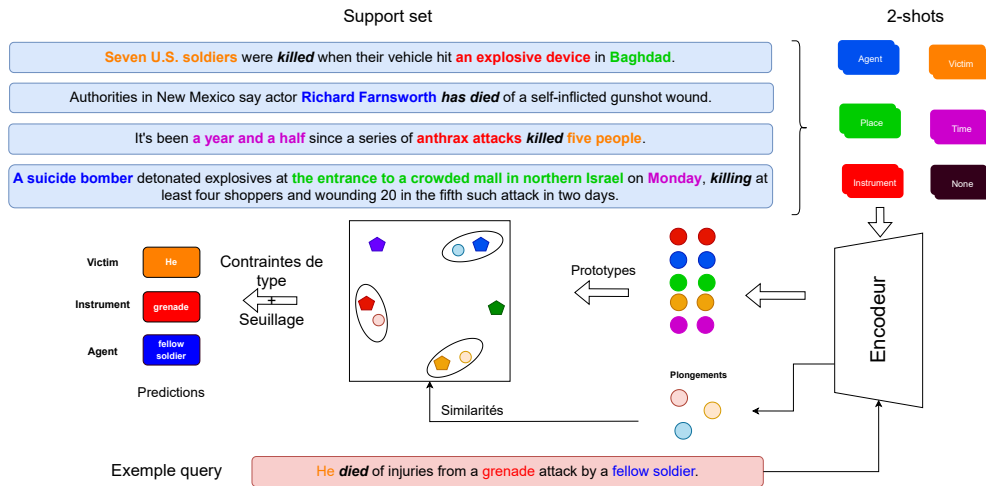 Support set
2-shots
Seven U.S. soldiers were killed when their vehicle hit an explosive device in Baghdad.
Authorities in New Mexico say actor Richard Farnsworth has died of a self-inflicted gunshot wound.
It's been a year and a half since a series of anthrax attacks killed five people.
A suicide bomber detonated explosives at the entrance to a crowded mall in northern Israel on Monday, killing at
least four shoppers and wounding 20 in the fifth such attack in two days.
Agent
Victim
Place
Time
Instrument
None
Encodeur
Prototypes
Plongements
Similarités
Contraintes de
type
+
Seuillage
Victim
He
Instrument
grenade
Agent
fellow
soldier
Predictions
Exemple query
He died of injuries from a grenade attack by a fellow soldier.